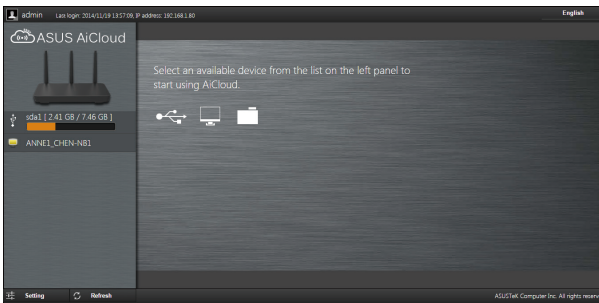 admin Last login: 2014/11/19 13:57:09, IP address: 192.168.1.80 English
ASUS AiCloud
Select an available device from the list on the left panel to
start using AiCloud.
sda1 [ 2.41 GB / 7.46 GB ]
ANNE1_CHEN-NB1
Setting Refresh ASUSTeK Computer Inc. All rights reserv